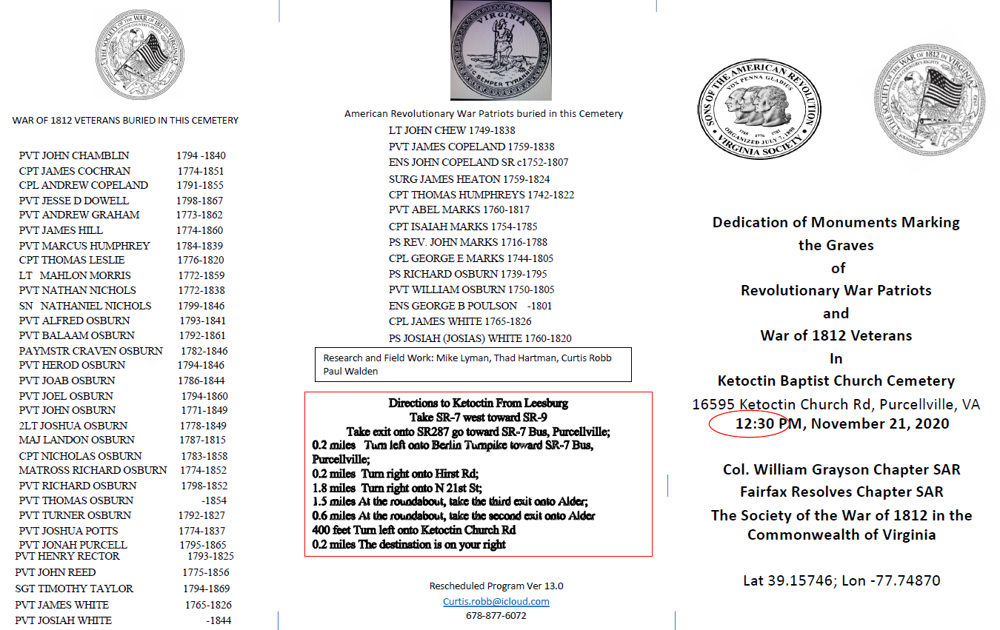 THE SOCIETY OF THE WAR OF 1812 IN VIRGINIA
FOR OUR COUNTRY'S RIGHTS
WAR OF 1812 VETERANS BURIED IN THIS CEMETERY
PVT JOHN CHAMBLIN 1794 -1840
CPT JAMES COCHRAN 1774-1851
CPL ANDREW COPELAND 1791-1855
PVT JESSE D DOWELL 1798-1867
PVT ANDREW GRAHAM 1773-1862
PVT JAMES HILL 1774-1860
PVT MARCUS HUMPHREY 1784-1839
CPT THOMAS LESLIE 1776-1820
LT MAHLON MORRIS 1772-1859
PVT NATHAN NICHOLS 1772-1838
SN NATHANIEL NICHOLS 1799-1846
PVT ALFRED OSBURN 1793-1841
PVT BALAAM OSBURN 1792-1861
PAYMSTR CRAVEN OSBURN 1782-1846
PVT HEROD OSBURN 1794-1846
PVT JOAB OSBURN 1786-1844
PVT JOEL OSBURN 1794-1860
PVT JOHN OSBURN 1771-1849
2LT JOSHUA OSBURN 1778-1849
MAJ LANDON OSBURN 1787-1815
CPT NICHOLAS OSBURN 1783-1858
MATROSS RICHARD OSBURN 1774-1852
PVT RICHARD OSBURN 1798-1852
PVT THOMAS OSBURN -1854
PVT TURNER OSBURN 1792-1827
PVT JOSHUA POTTS 1774-1837
PVT JONAH PURCELL 1795-1865
PVT HENRY RECTOR 1793-1825
PVT JOHN REED 1775-1856
SGT TIMOTHY TAYLOR 1794-1869
PVT JAMES WHITE 1765-1826
PVT JOSIAH WHITE -1844
VIRGINIA
SIC SEMPER TYRANNIS
American Revolutionary War Patriots buried in this Cemetery
LT JOHN CHEW 1749-1838
PVT JAMES COPELAND 1759-1838
ENS JOHN COPELAND SR c1752-1807
SURG JAMES HEATON 1759-1824
CPT THOMAS HUMPHREYS 1742-1822
PVT ABEL MARKS 1760-1817
CPT ISAIAH MARKS 1754-1785
PS REV. JOHN MARKS 1716-1788
CPL GEORGE E MARKS 1744-1805
PS RICHARD OSBURN 1739-1795
PVT WILLIAM OSBURN 1750-1805
ENS GEORGE B POULSON -1801
CPL JAMES WHITE 1765-1826
PS JOSIAH (JOSIAS) WHITE 1760-1820
Research and Field Work: Mike Lyman, Thad Hartman, Curtis Robb
Paul Walden
Directions to Ketoctin From Leesburg
Take SR-7 west toward SR-9
Take exit onto SR287 go toward SR-7 Bus, Purcellville;
0.2 miles Turn left onto Berlin Turnpike toward SR-7 Bus,
Purcellville;
0.2 miles Turn right onto Hirst Rd;
1.8 miles Turn right onto N 21st St;
1.5 miles At the roundabout, take the third exit onto Alder;
0.6 miles At the roundabout, take the second exit onto Alder
400 feet Turn left onto Ketoctin Church Rd
0.2 miles The destination is on your right
Rescheduled Program Ver 13.0
Curtis.robb@icloud.com
678-877-6072
SONS OF THE AMERICAN REVOLUTION
VOX PENNA GLADIUS
1765 1776 1781
ORGANIZED JULY 7, 1890
VIRGINIA SOCIETY
THE SOCIETY OF THE WAR OF 1812 IN VIRGINIA
FOR OUR COUNTRY'S RIGHTS
Dedication of Monuments Marking
the Graves
of
Revolutionary War Patriots
and
War of 1812 Veterans
In
Ketoctin Baptist Church Cemetery
16595 Ketoctin Church Rd, Purcellville, VA
12:30 PM, November 21, 2020
Col. William Grayson Chapter SAR
Fairfax Resolves Chapter SAR
The Society of the War of 1812 in the
Commonwealth of Virginia
Lat 39.15746; Lon -77.74870